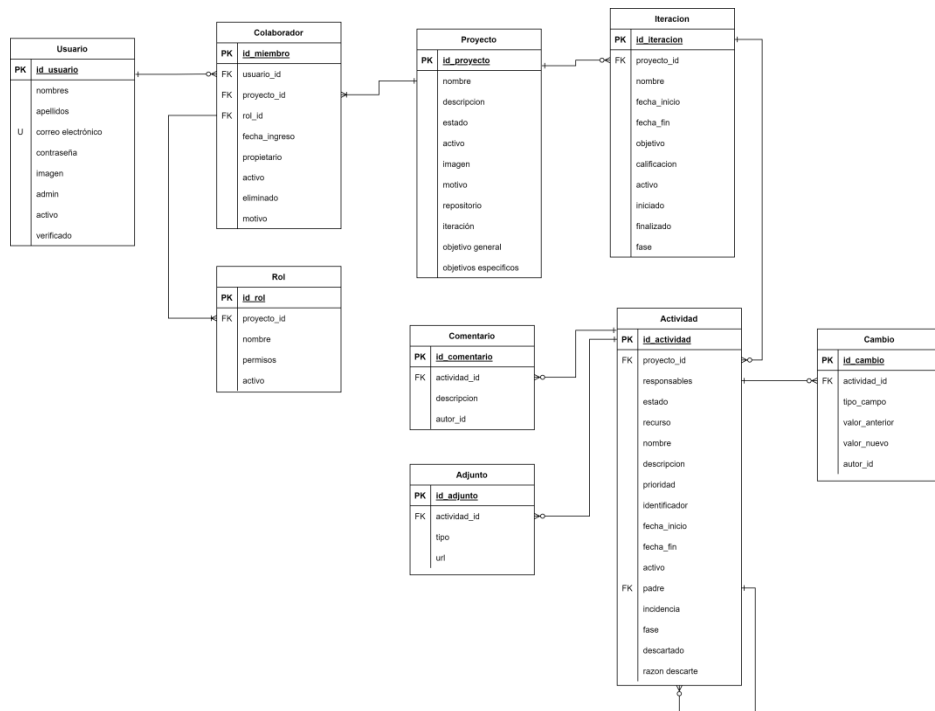 Usuario
PK id_usuario
nombres
apellidos
U correo electrónico
contraseña
imagen
admin
activo
verificado
Colaborador
PK id_miembro
FK usuario_id
FK proyecto_id
FK rol_id
fecha_ingreso
propietario
activo
eliminado
motivo
Proyecto
PK id_proyecto
nombre
descripcion
estado
activo
imagen
motivo
repositorio
iteración
objetivo general
objetivos especificos
Iteracion
PK id_iteracion
FK proyecto_id
nombre
fecha_inicio
fecha_fin
objetivo
calificacion
activo
iniciado
finalizado
fase
Rol
PK id_rol
FK proyecto_id
nombre
permisos
activo
Comentario
PK id_comentario
FK actividad_id
descripcion
autor_id
Adjunto
PK id_adjunto
FK actividad_id
tipo
url
Actividad
PK id_actividad
FK proyecto_id
responsables
estado
recurso
nombre
descripcion
prioridad
identificador
fecha_inicio
fecha_fin
activo
FK padre
incidencia
fase
descartado
razon descarte
Cambio
PK id_cambio
FK actividad_id
tipo_campo
valor_anterior
valor_nuevo
autor_id